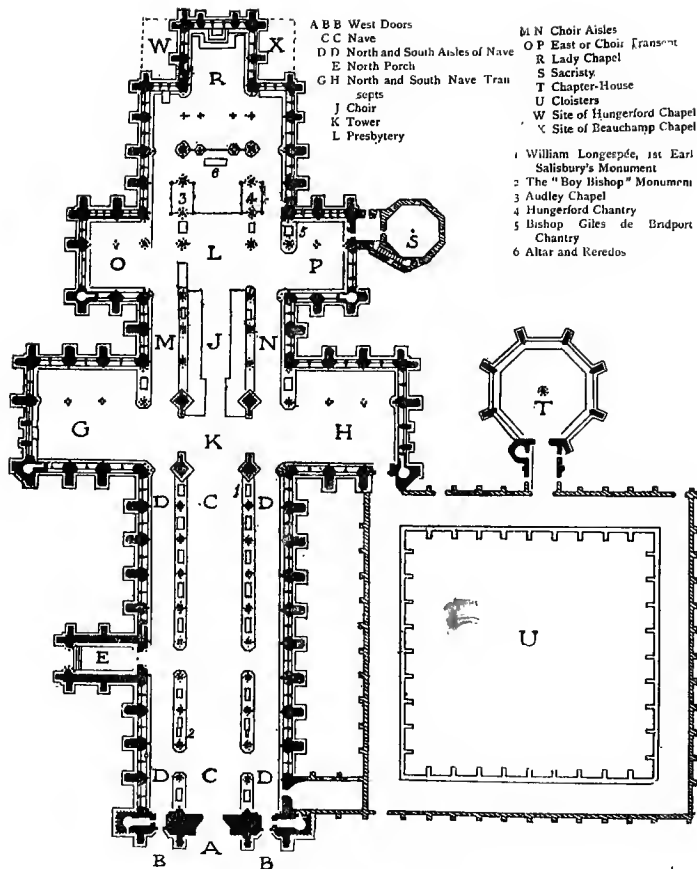 A B B West Doors
C C Nave
D D North and South Aisles of Nave
E North Porch
G H North and South Nave Tran
septs
J Choir
K Tower
L Presbytery
M N Choir Aisles
O P East or Choir Transept
R Lady Chapel
S Sacristy
T Chapter-House
U Cloisters
W Site of Hungerford Chapel
X Site of Beauchamp Chapel
1 William Longespée, 1st Earl
Salisbury's Monument
2 The "Boy Bishop" Monument
3 Audley Chapel
4 Hungerford Chantry
5 Bishop Giles de Bridport
Chantry
6 Altar and Reredos
W X
R
6
3 4
5
S
O L P
M J N
T
G K H
D C 1 D
U
E
2
D C D
A
B B